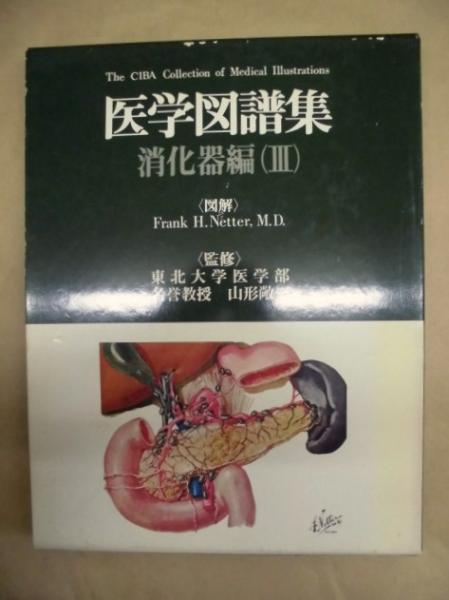 The CIBA Collection of Medical Illustrations
医学図譜集
消化器編(III)
〈図解〉
Frank H. Netter, M.D.
〈監修〉
東北大学医学部
名誉教授 山形敞